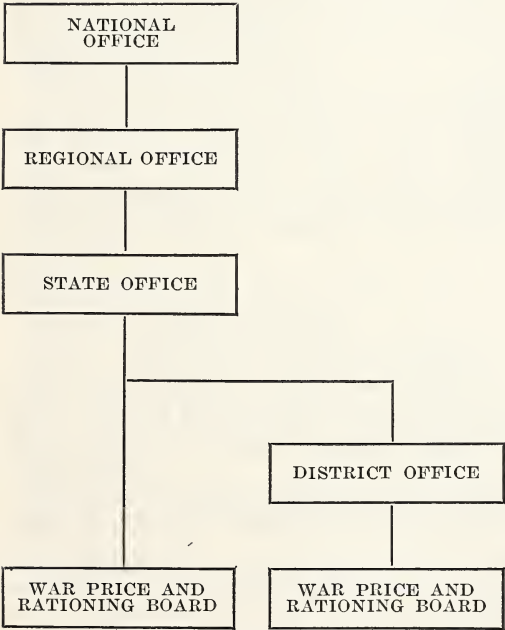 NATIONAL
OFFICE
REGIONAL OFFICE
STATE OFFICE
DISTRICT OFFICE
WAR PRICE AND
RATIONING BOARD
WAR PRICE AND
RATIONING BOARD